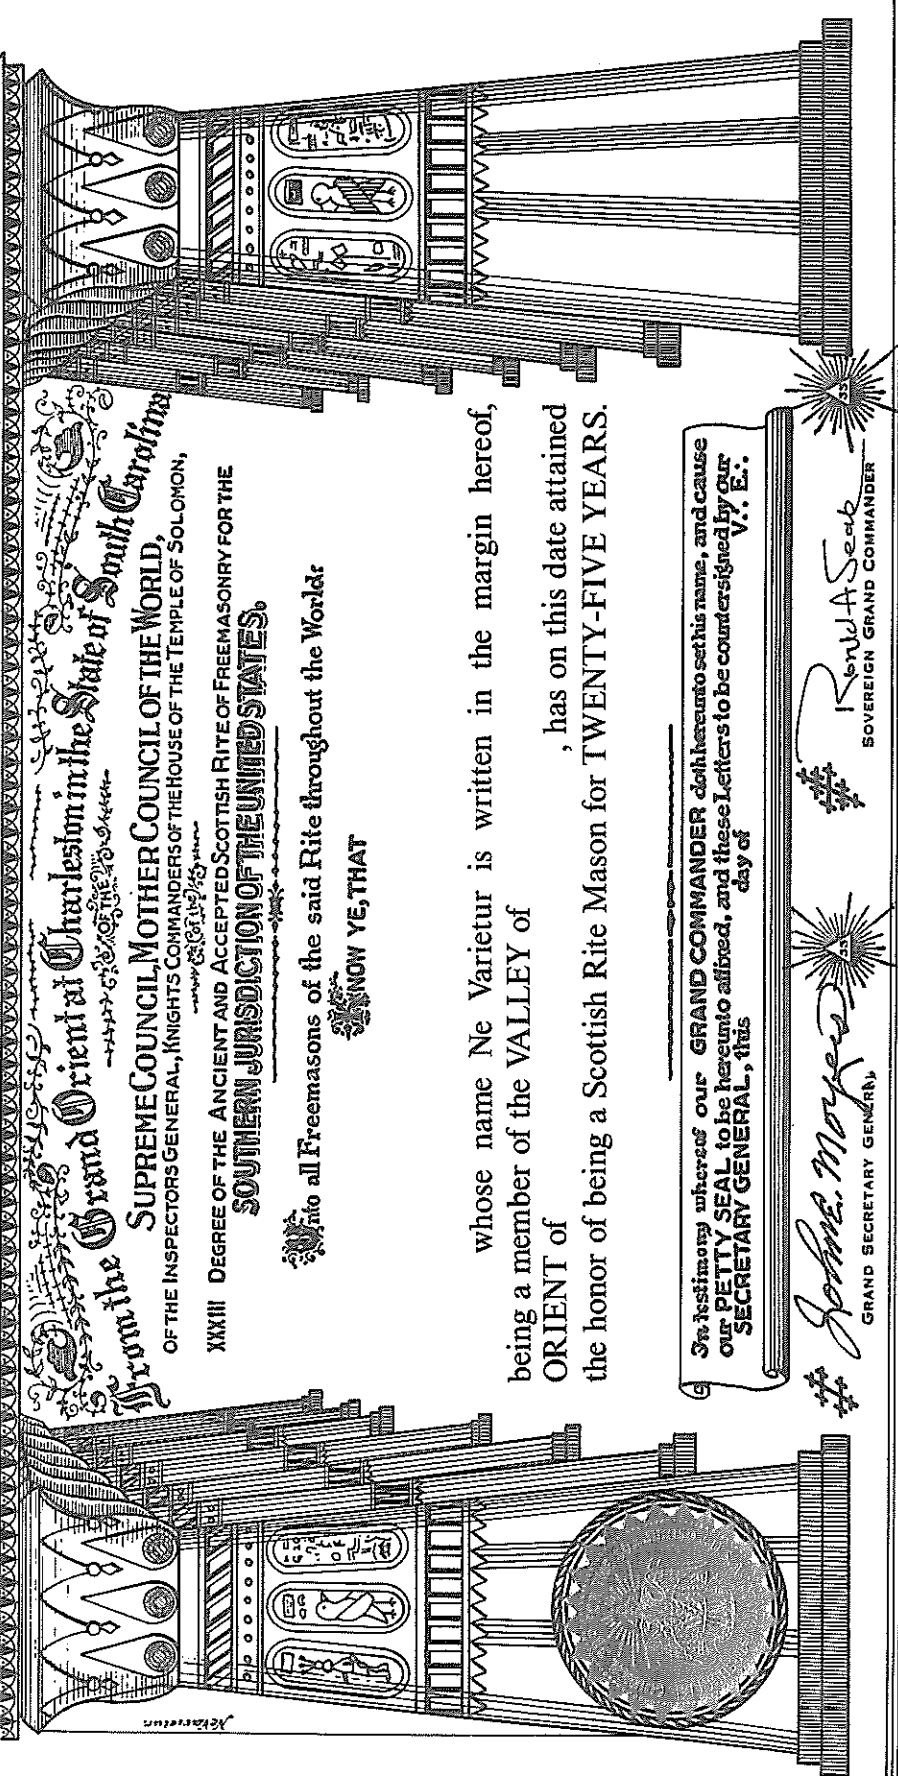 From the Grand Orient at Charleston in the State of South Carolina
OF THE
SUPREME COUNCIL, MOTHER COUNCIL OF THE WORLD,
OF THE INSPECTORS GENERAL, KNIGHTS COMMANDERS OF THE HOUSE OF THE TEMPLE OF SOLOMON,
of the
XXXIII DEGREE OF THE ANCIENT AND ACCEPTED SCOTTISH RITE OF FREEMASONRY FOR THE
SOUTHERN JURISDICTION OF THE UNITED STATES.
Unto all Freemasons of the said Rite throughout the World:
KNOW YE, THAT
whose name Ne Varietur is written in the margin hereof,
being a member of the VALLEY of
ORIENT of , has on this date attained
the honor of being a Scottish Rite Mason for TWENTY-FIVE YEARS.
In testimony whereof our GRAND COMMANDER doth hereunto set his name, and cause
our PETTY SEAL to be hereunto affixed, and these Letters to be countersigned by our
SECRETARY GENERAL, this day of V∴ E∴
John E. Moyers
GRAND SECRETARY GENERAL
33
Ronald A Seale
SOVEREIGN GRAND COMMANDER
33
Ne Varietur